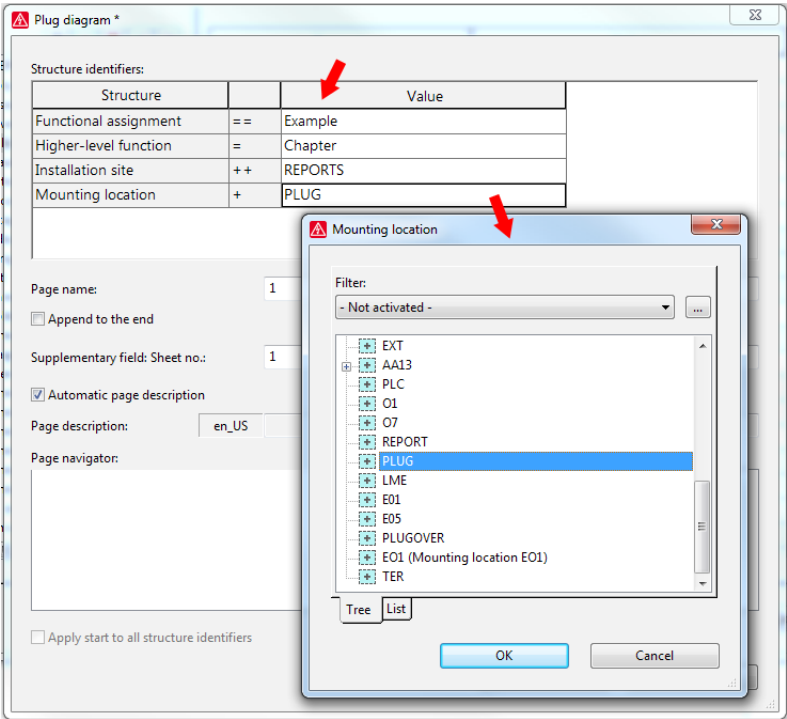 Plug diagram *
Structure identifiers:
Structure Value
Functional assignment == Example
Higher-level function = Chapter
Installation site ++ REPORTS
Mounting location + PLUG
Mounting location
Filter:
- Not activated -
...
EXT
AA13
PLC
O1
O7
REPORT
PLUG
LME
E01
E05
PLUGOVER
EO1 (Mounting location EO1)
TER
Tree List
OK Cancel
Page name: 1
Append to the end
Supplementary field: Sheet no.: 1
Automatic page description
Page description: en_US
Page navigator:
Apply start to all structure identifiers